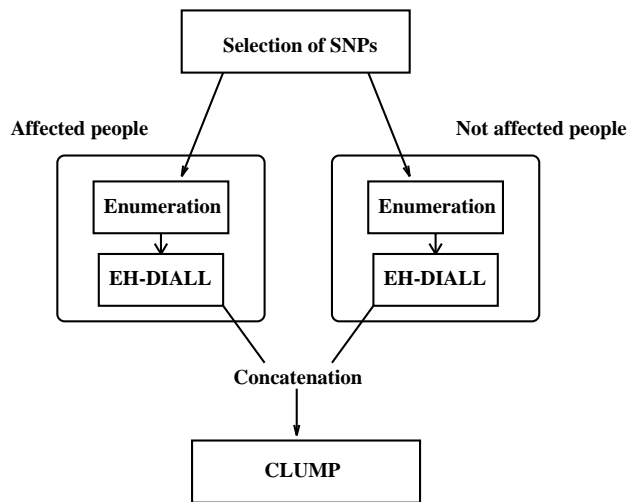 Selection of SNPs
Affected people
Not affected people
Enumeration
Enumeration
EH-DIALL
EH-DIALL
Concatenation
CLUMP